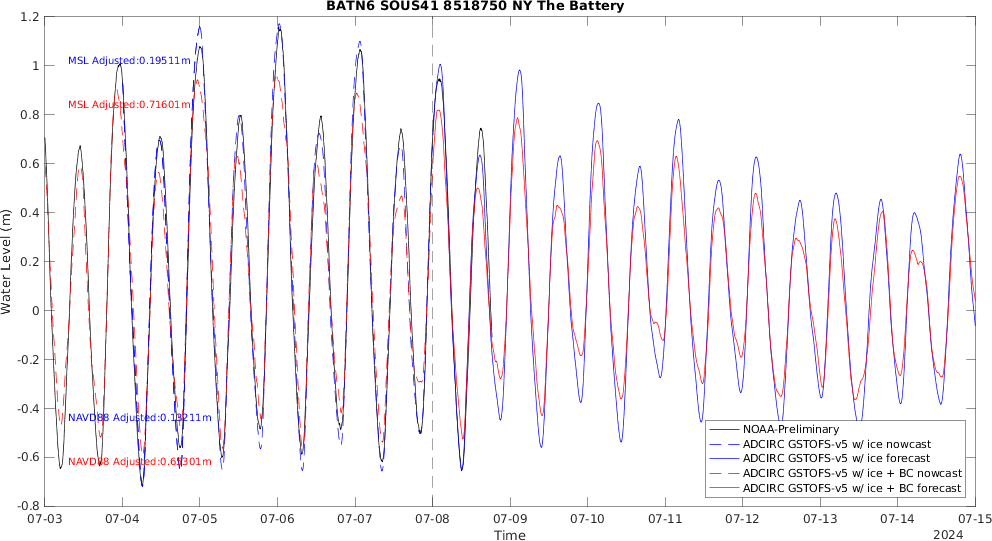 BATN6 SOUS41 8518750 NY The Battery
1.2
1
0.8
0.6
0.4
0.2
0
-0.2
-0.4
-0.6
-0.8
Water Level (m)
MSL Adjusted:0.19511m
MSL Adjusted:0.71601m
NAVD88 Adjusted:0.13211m
NAVD88 Adjusted:0.65301m
NOAA-Preliminary
ADCIRC GSTOFS-v5 w/ ice nowcast
ADCIRC GSTOFS-v5 w/ ice forecast
ADCIRC GSTOFS-v5 w/ ice + BC nowcast
ADCIRC GSTOFS-v5 w/ ice + BC forecast
07-03 07-04 07-05 07-06 07-07 07-08 07-09 07-10 07-11 07-12 07-13 07-14 07-15
Time
2024